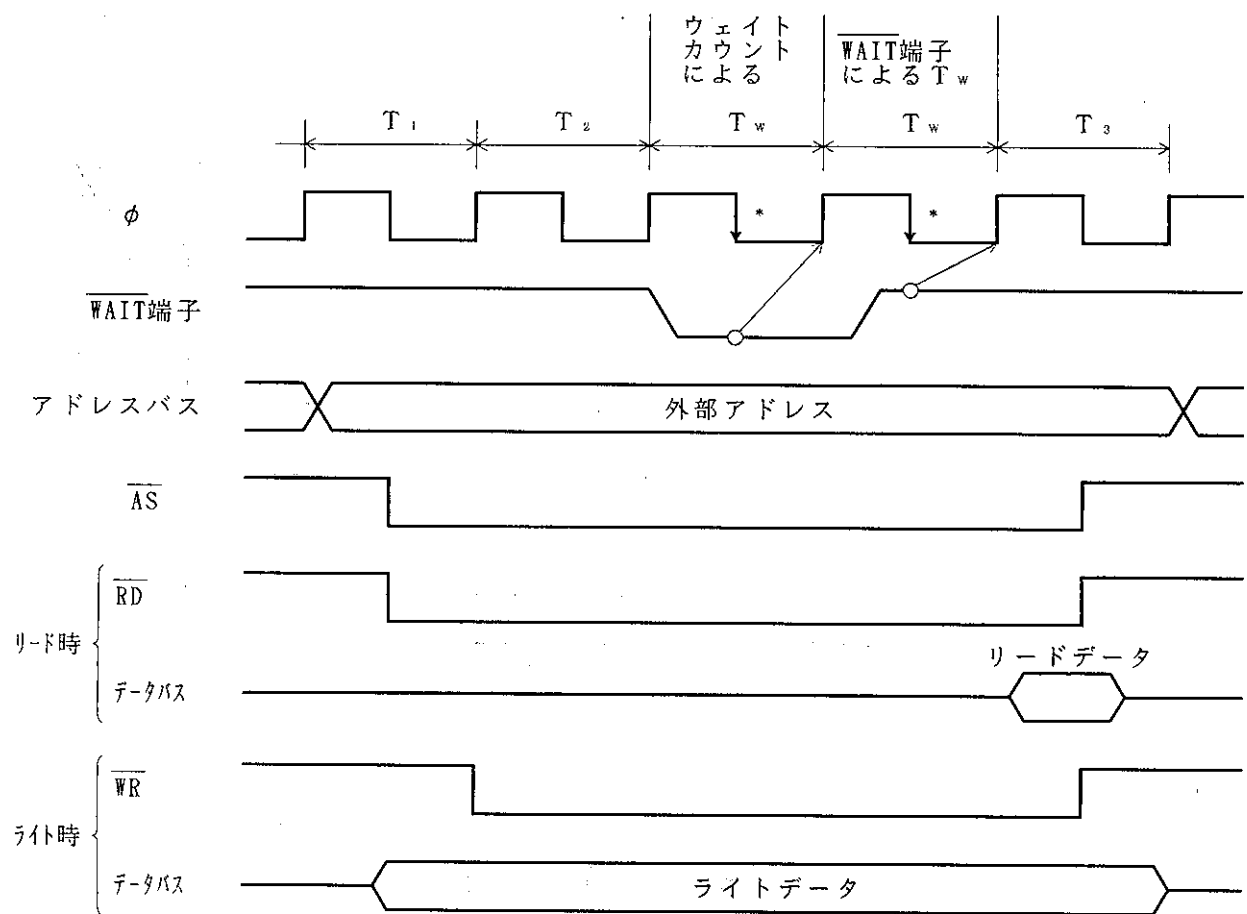 ウェイト
カウント
による
WAIT端子
によるTw
T1
T2
Tw
Tw
T3
φ
*
*
WAIT端子
アドレスバス
外部アドレス
AS
リード時
RD
リードデータ
データバス
ライト時
WR
データバス
ライトデータ